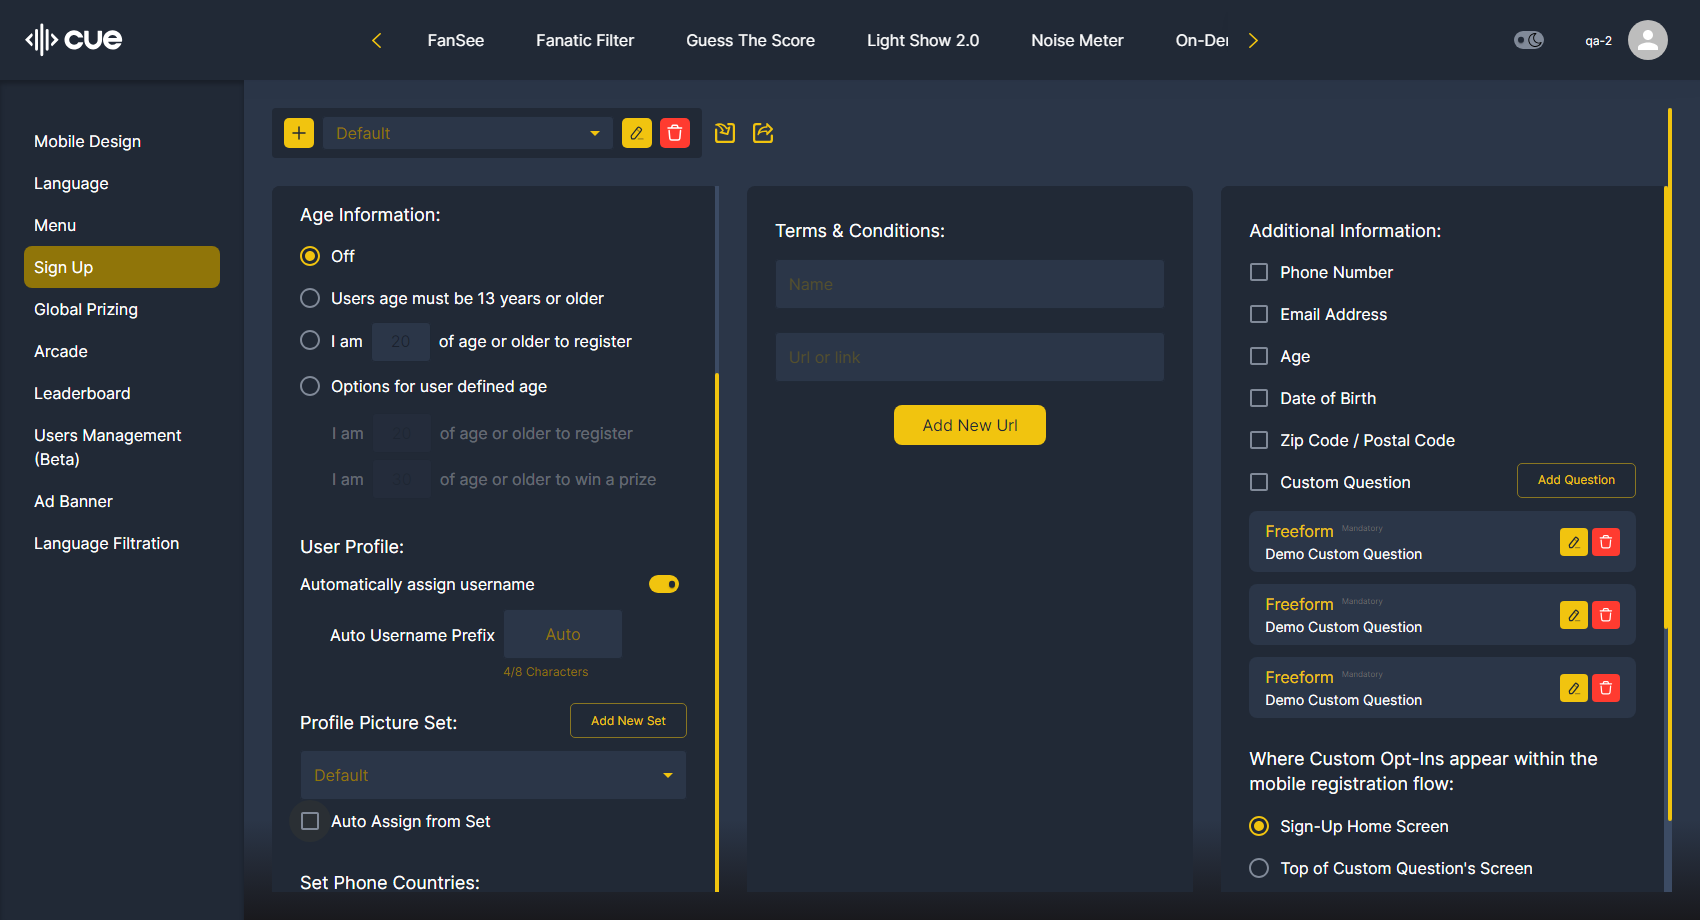 cue
FanSee
Fanatic Filter
Guess The Score
Light Show 2.0
Noise Meter
On-Der
qa-2
Mobile Design
Language
Menu
Sign Up
Global Prizing
Arcade
Leaderboard
Users Management
(Beta)
Ad Banner
Language Filtration
Default
Age Information:
Off
Users age must be 13 years or older
I am 20 of age or older to register
Options for user defined age
I am of age or older to register
I am of age or older to win a prize
User Profile:
Automatically assign username
Auto Username Prefix Auto
4/8 Characters
Profile Picture Set:
Add New Set
Default
Auto Assign from Set
Set Phone Countries:
Terms & Conditions:
Name
Url or link
Add New Url
Additional Information:
Phone Number
Email Address
Age
Date of Birth
Zip Code / Postal Code
Custom Question
Add Question
Freeform Mandatory
Demo Custom Question
Freeform Mandatory
Demo Custom Question
Freeform Mandatory
Demo Custom Question
Where Custom Opt-Ins appear within the
mobile registration flow:
Sign-Up Home Screen
Top of Custom Question's Screen